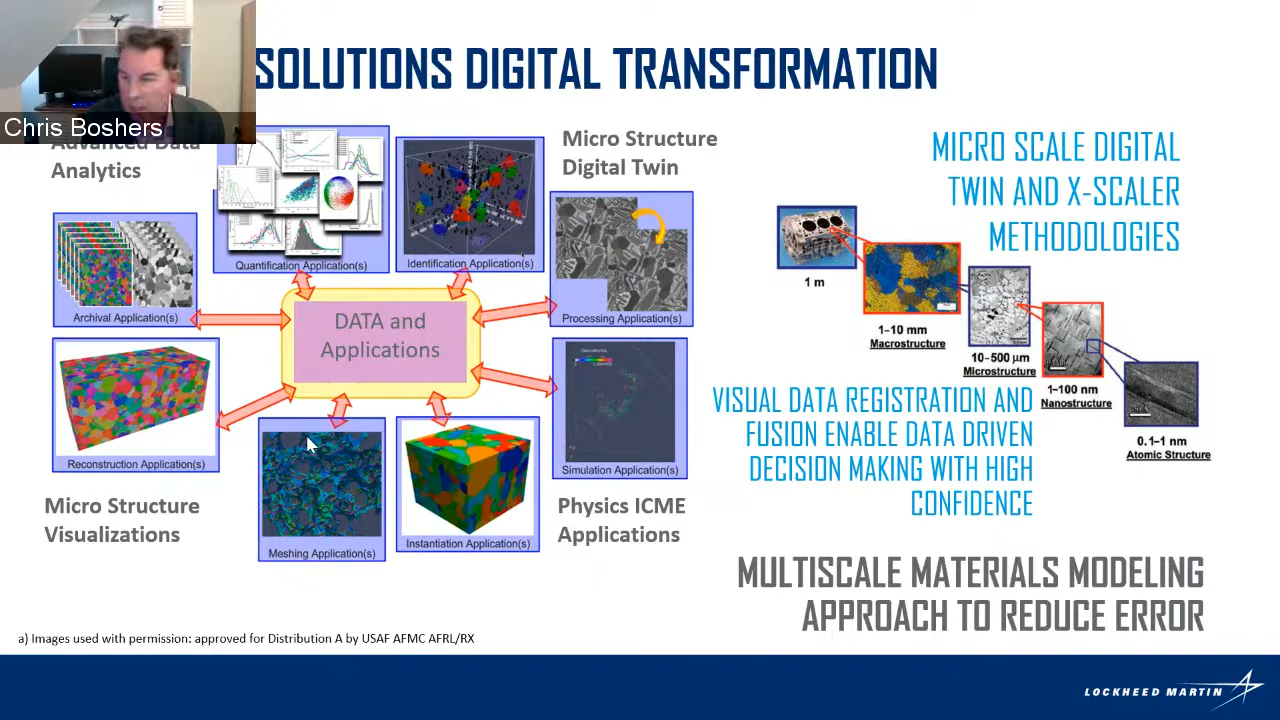 SOLUTIONS DIGITAL TRANSFORMATION
Chris Boshers
Advanced Data
Analytics
Quantification Application(s)
Identification Application(s)
Micro Structure
Digital Twin
Archival Application(s)
DATA and
Applications
Processing Application(s)
Reconstruction Application(s)
Meshing Application(s)
Instantiation Application(s)
Simulation Application(s)
Micro Structure
Visualizations
Physics ICME
Applications
MICRO SCALE DIGITAL
TWIN AND X-SCALER
METHODOLOGIES
1 m
1–10 mm
Macrostructure
10–500 μm
Microstructure
1–100 nm
Nanostructure
0.1–1 nm
Atomic Structure
VISUAL DATA REGISTRATION AND
FUSION ENABLE DATA DRIVEN
DECISION MAKING WITH HIGH
CONFIDENCE
MULTISCALE MATERIALS MODELING
APPROACH TO REDUCE ERROR
a) Images used with permission: approved for Distribution A by USAF AFMC AFRL/RX
LOCKHEED MARTIN